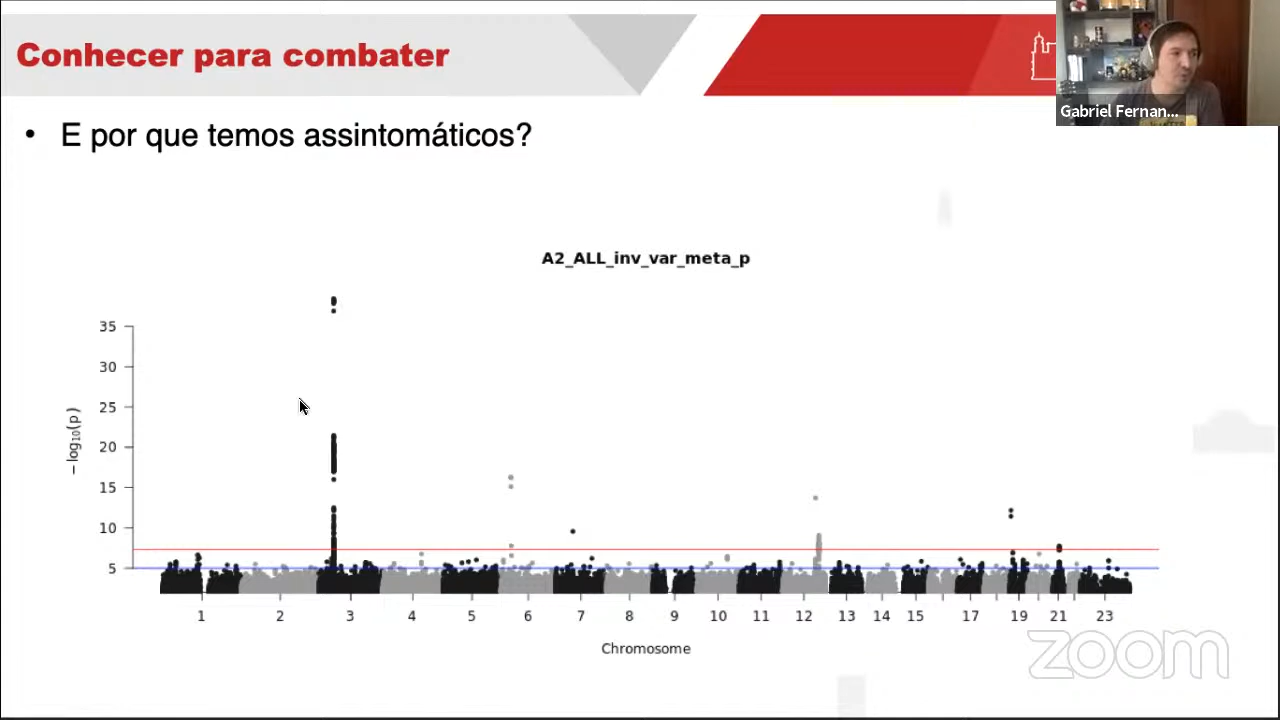 Conhecer para combater
Gabriel Fernan...
• E por que temos assintomáticos?
A2_ALL_inv_var_meta_p
35
30
25
20
15
10
5
−log10(p)
1 2 3 4 5 6 7 8 9 10 11 12 13 14 15 17 19 21 23
Chromosome
zoom